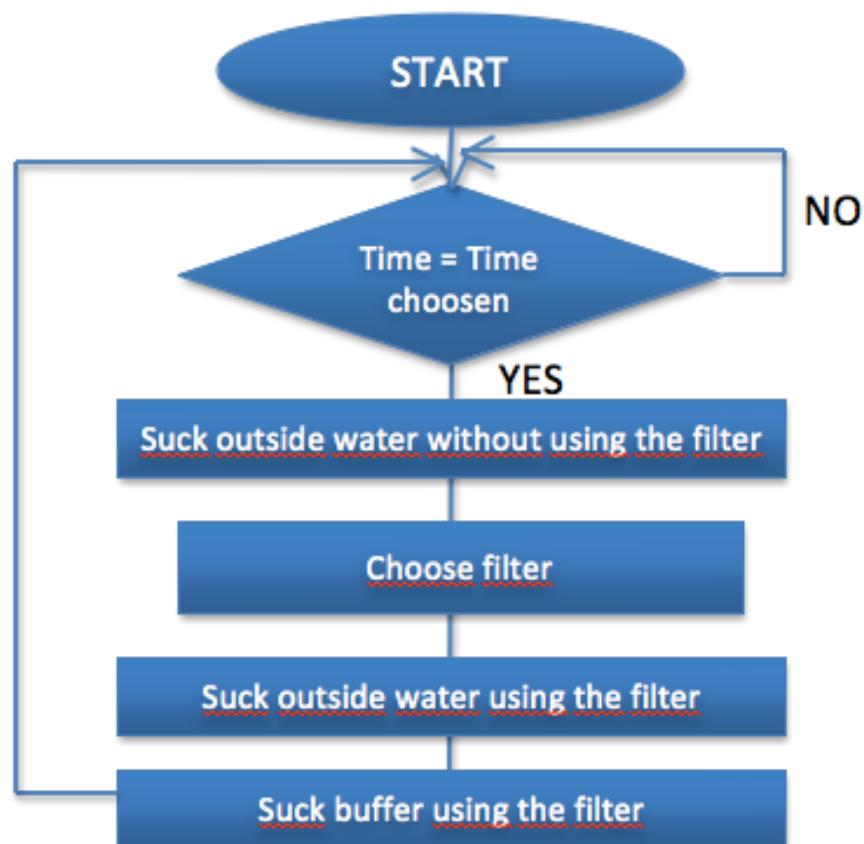 START
NO
Time = Time
choosen
YES
Suck outside water without using the filter
Choose filter
Suck outside water using the filter
Suck buffer using the filter